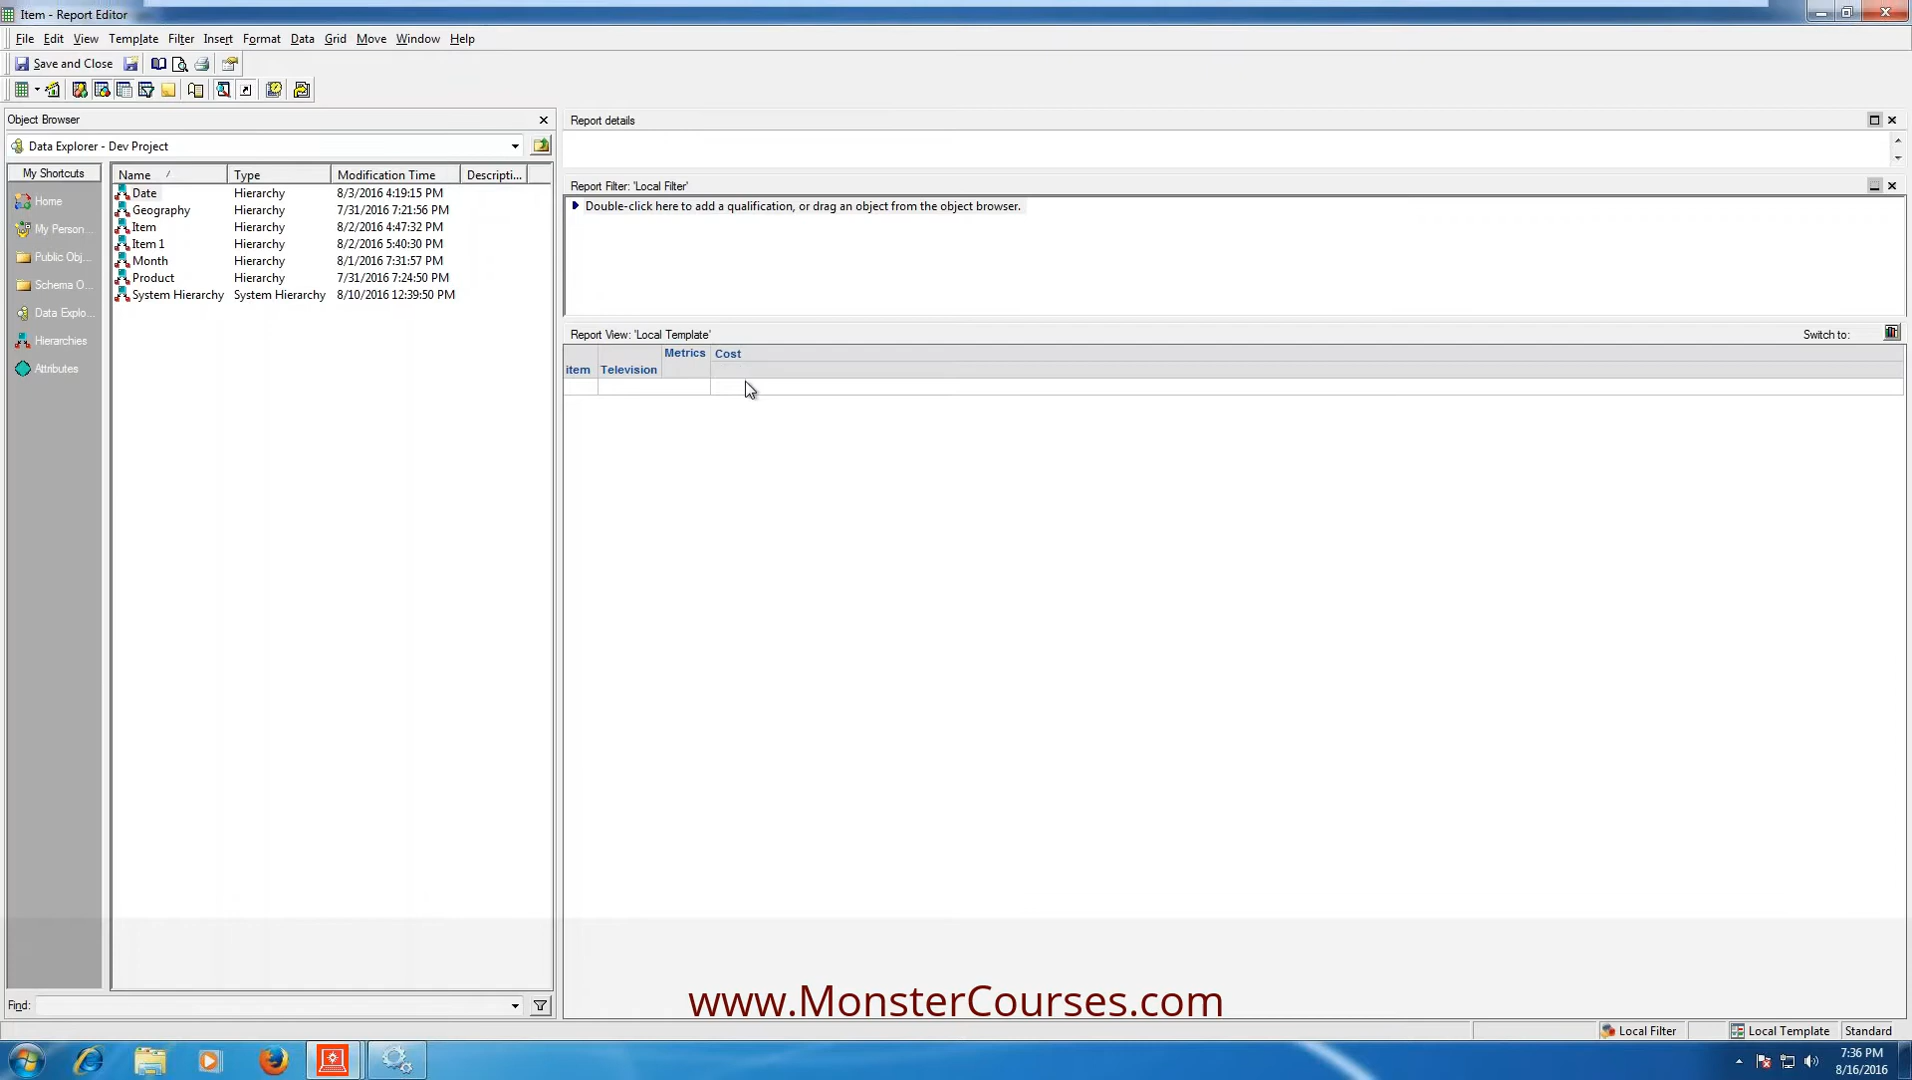 Item - Report Editor
File Edit View Template Filter Insert Format Data Grid Move Window Help
Save and Close
Object Browser
Data Explorer - Dev Project
My Shortcuts
Home
My Person...
Public Obj...
Schema O...
Data Explo...
Hierarchies
Attributes
Name / Type Modification Time Descripti...
Date Hierarchy 8/3/2016 4:19:15 PM
Geography Hierarchy 7/31/2016 7:21:56 PM
Item Hierarchy 8/2/2016 4:47:32 PM
Item 1 Hierarchy 8/2/2016 5:40:30 PM
Month Hierarchy 8/1/2016 7:31:57 PM
Product Hierarchy 7/31/2016 7:24:50 PM
System Hierarchy System Hierarchy 8/10/2016 12:39:50 PM
Find:
Report details
Report Filter: 'Local Filter'
Double-click here to add a qualification, or drag an object from the object browser.
Report View: 'Local Template'
Switch to:
Metrics Cost
item Television
www.MonsterCourses.com
Local Filter Local Template Standard
7:36 PM
8/16/2016